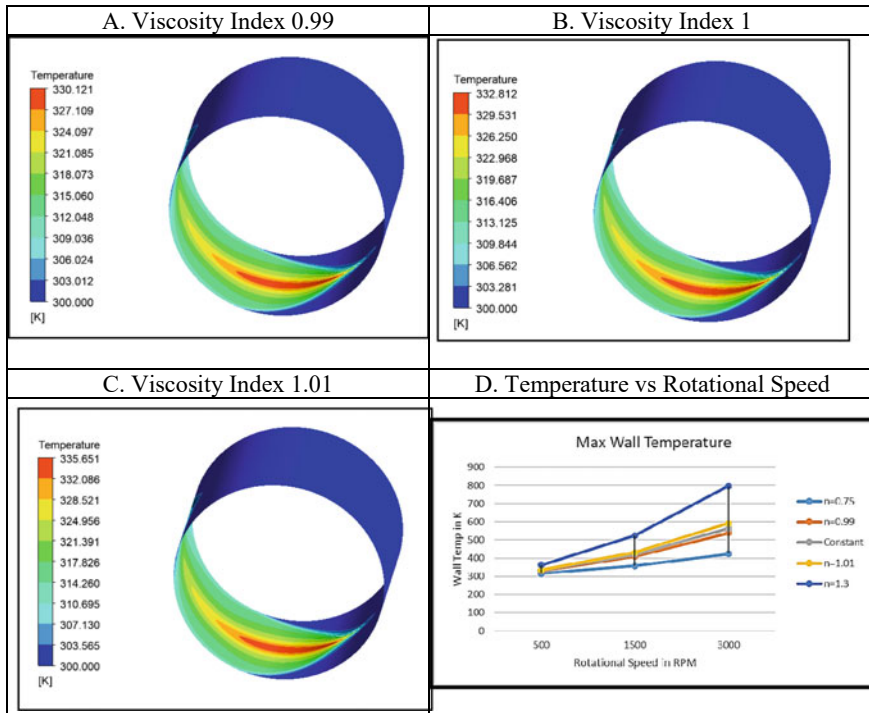 A. Viscosity Index 0.99
B. Viscosity Index 1
Temperature
330.121
327.109
324.097
321.085
318.073
315.060
312.048
309.036
306.024
303.012
300.000
[K]
Temperature
332.812
329.531
326.250
322.968
319.687
316.406
313.125
309.844
306.562
303.281
300.000
[K]
C. Viscosity Index 1.01
D. Temperature vs Rotational Speed
Temperature
335.651
332.086
328.521
324.956
321.391
317.826
314.260
310.695
307.130
303.565
300.000
[K]
Max Wall Temperature
Wall Temp in K
900
800
700
600
500
400
300
200
100
0
500
1500
3000
Rotational Speed in RPM
n=0.75
n=0.99
Constant
n=1.01
n=1.3